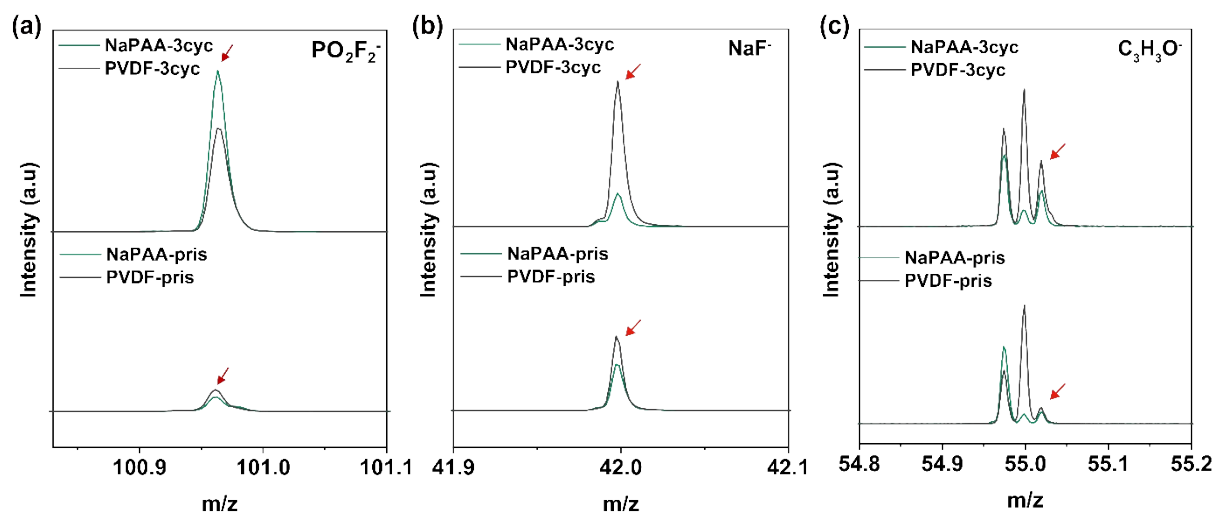 (a)
NaPAA-3cyc
PVDF-3cyc
PO₂F₂⁻
NaPAA-pris
PVDF-pris
Intensity (a.u)
100.9 101.0 101.1
m/z
(b)
NaPAA-3cyc
PVDF-3cyc
NaF⁻
NaPAA-pris
PVDF-pris
Intensity (a.u)
41.9 42.0 42.1
m/z
(c)
NaPAA-3cyc
PVDF-3cyc
C₃H₃O⁻
NaPAA-pris
PVDF-pris
Intensity (a.u)
54.8 54.9 55.0 55.1 55.2
m/z